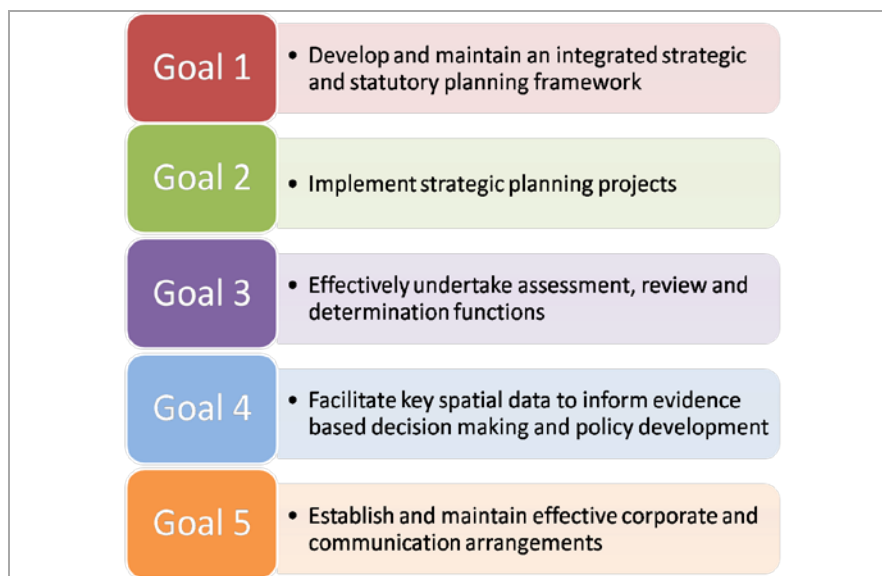 Goal 1
• Develop and maintain an integrated strategic
and statutory planning framework
Goal 2
• Implement strategic planning projects
Goal 3
• Effectively undertake assessment, review and
determination functions
Goal 4
• Facilitate key spatial data to inform evidence
based decision making and policy development
Goal 5
• Establish and maintain effective corporate and
communication arrangements